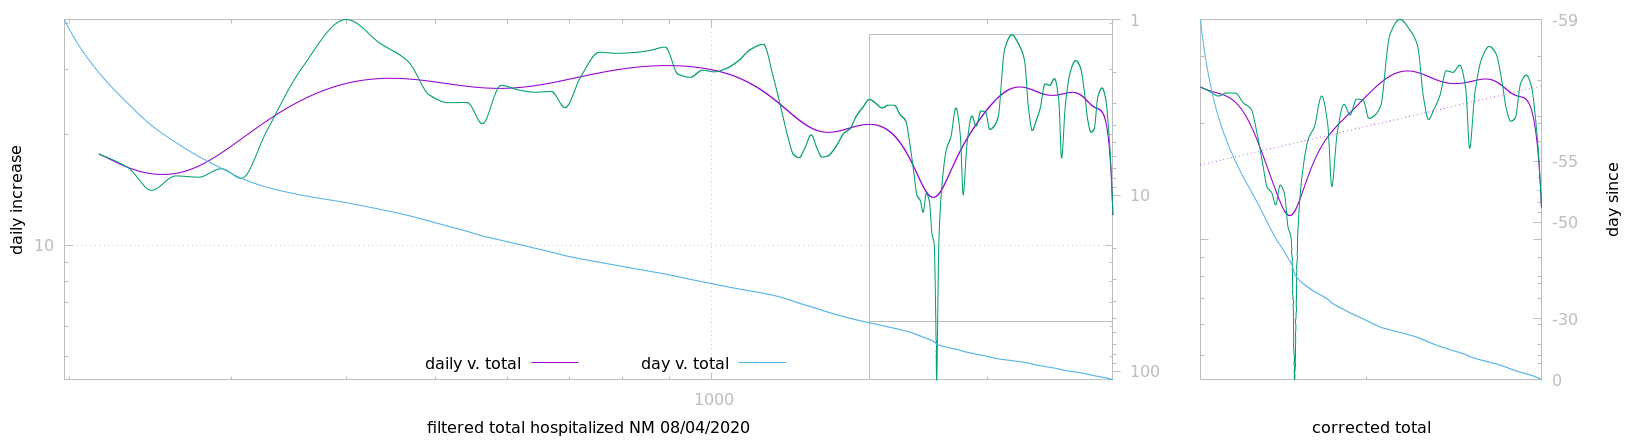 daily increase
10
daily v. total
day v. total
1000
filtered total hospitalized NM 08/04/2020
1
10
100
-59
-55
-50
-30
0
day since
corrected total